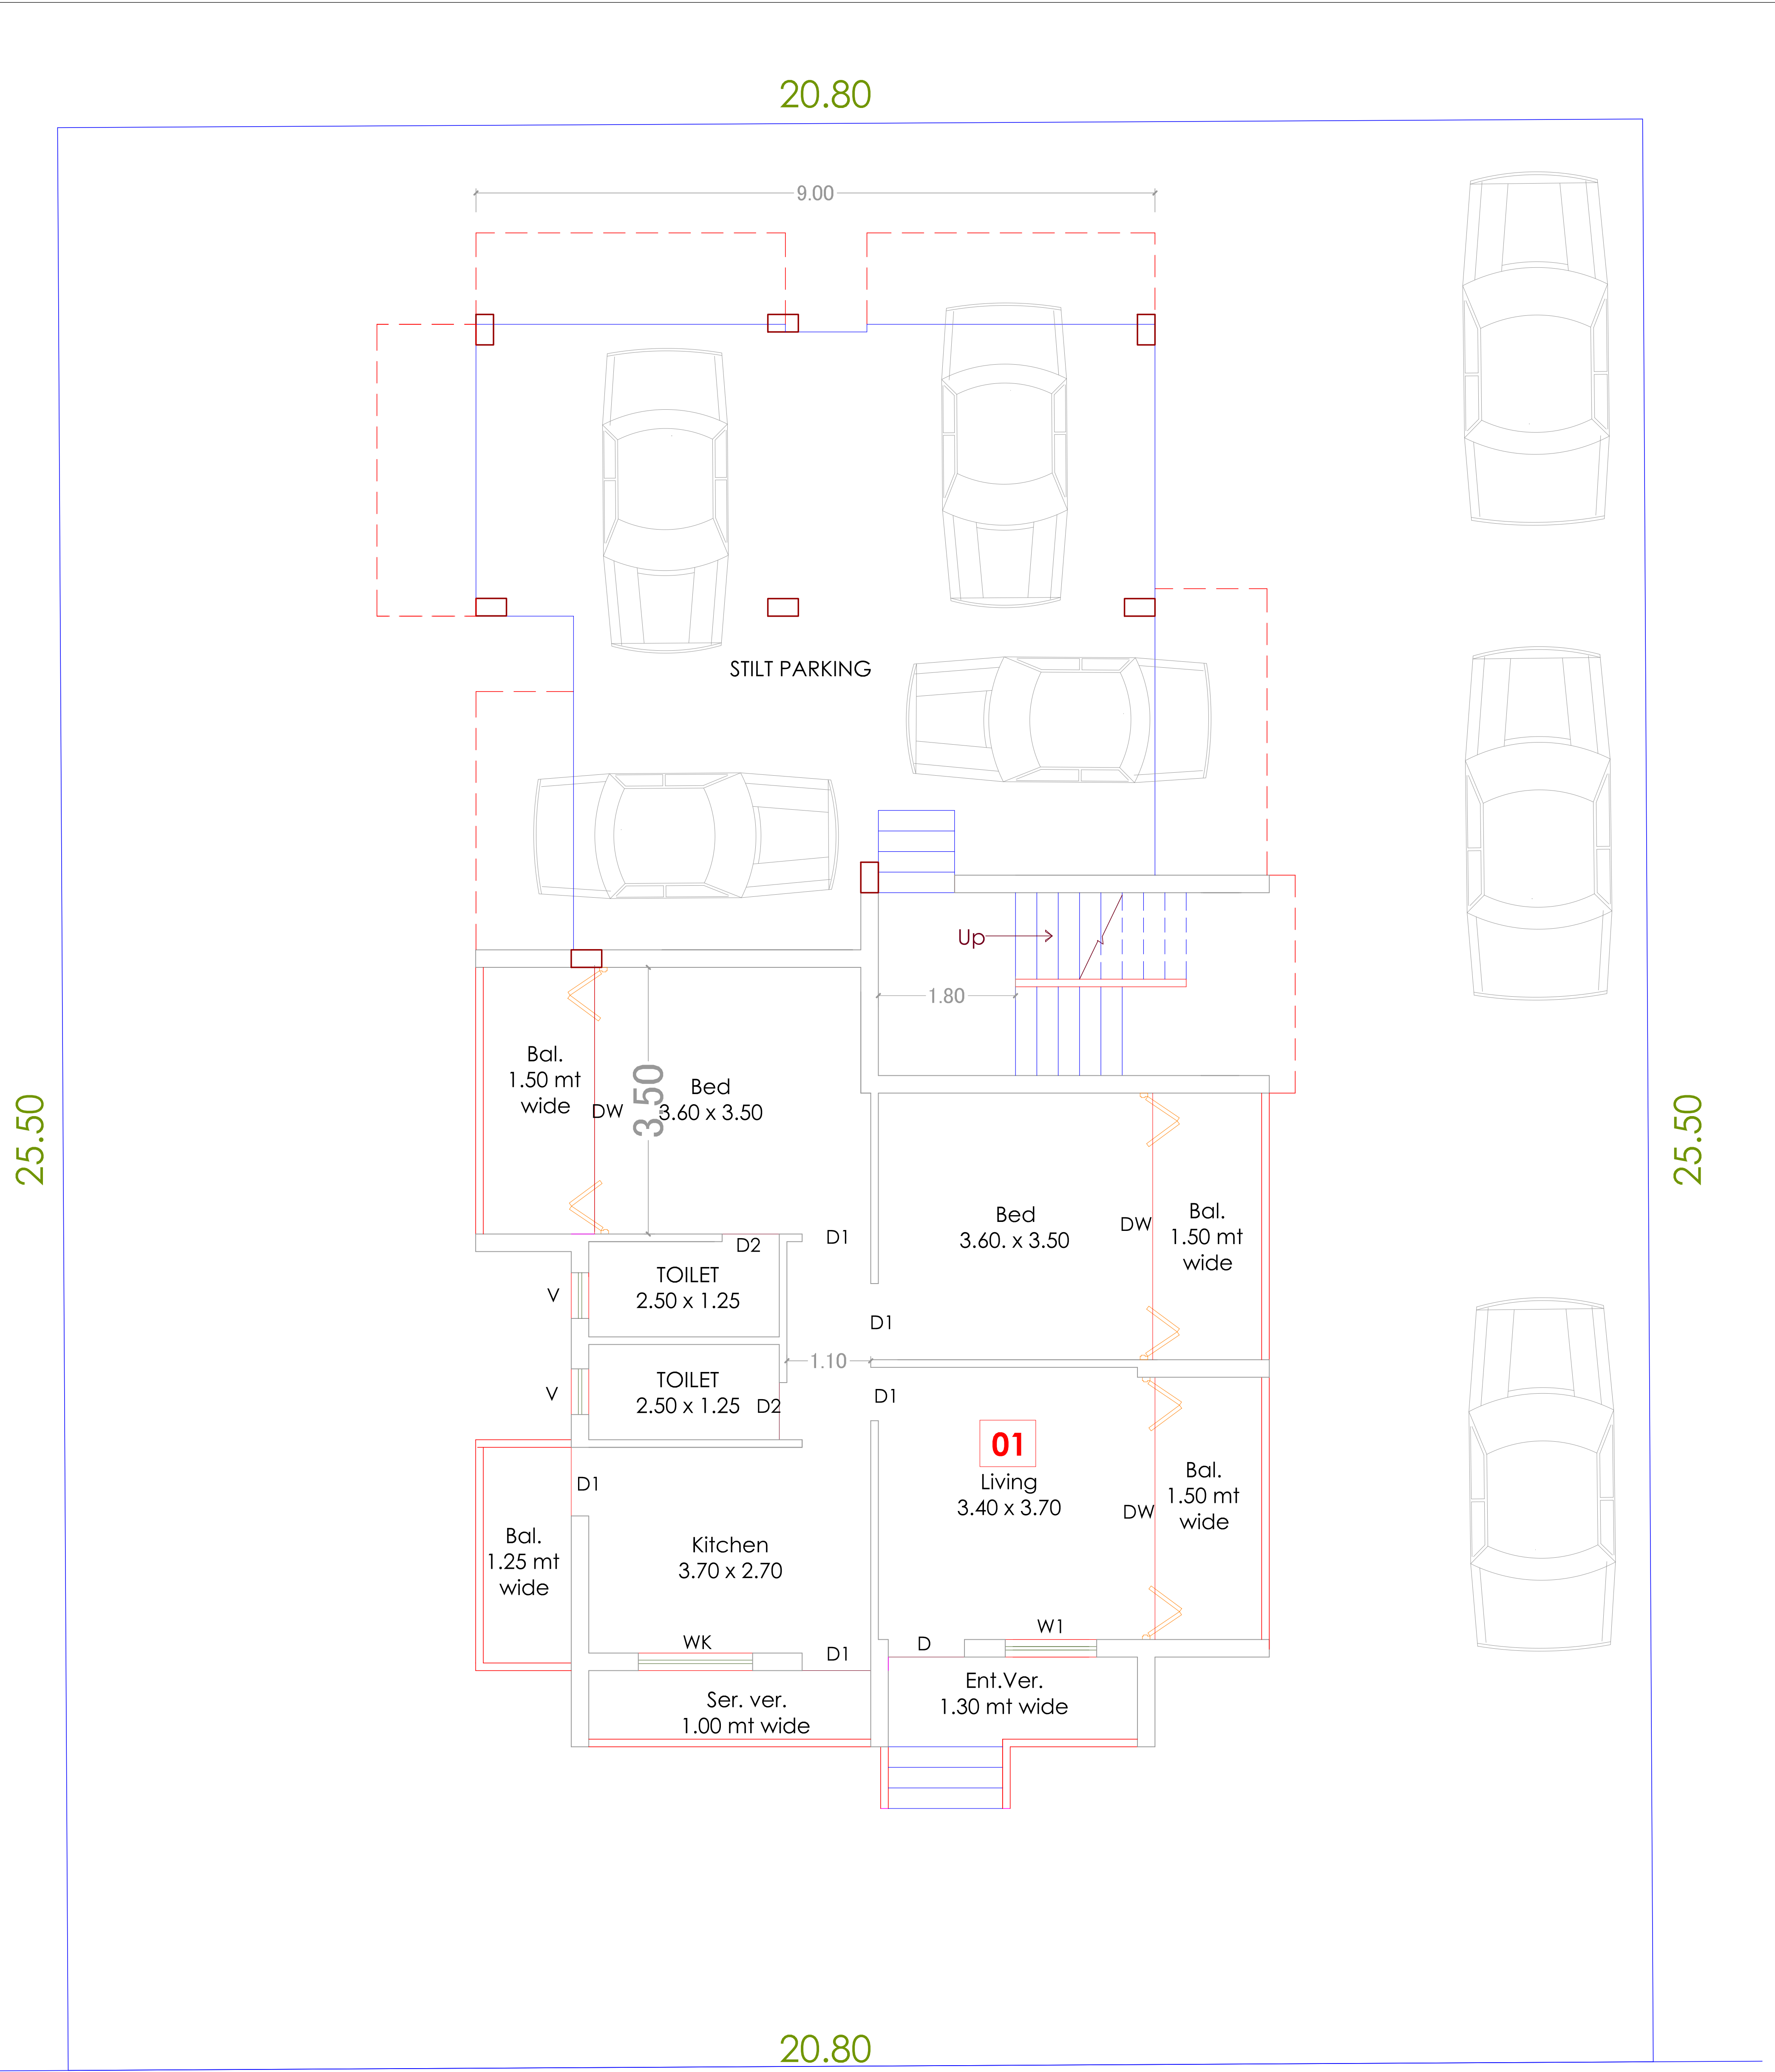 20.80
9.00
STILT PARKING
Up
1.80
Bal.
1.50 mt
wide
DW
3.50
Bed
3.60 x 3.50
25.50
25.50
Bed
3.60. x 3.50
DW
Bal.
1.50 mt
wide
D1
D2
TOILET
2.50 x 1.25
V
D1
1.10
TOILET
2.50 x 1.25
D2
V
D1
01
Living
3.40 x 3.70
DW
Bal.
1.50 mt
wide
D1
Bal.
1.25 mt
wide
Kitchen
3.70 x 2.70
WK
D1
D
W1
Ser. ver.
1.00 mt wide
Ent.Ver.
1.30 mt wide
20.80